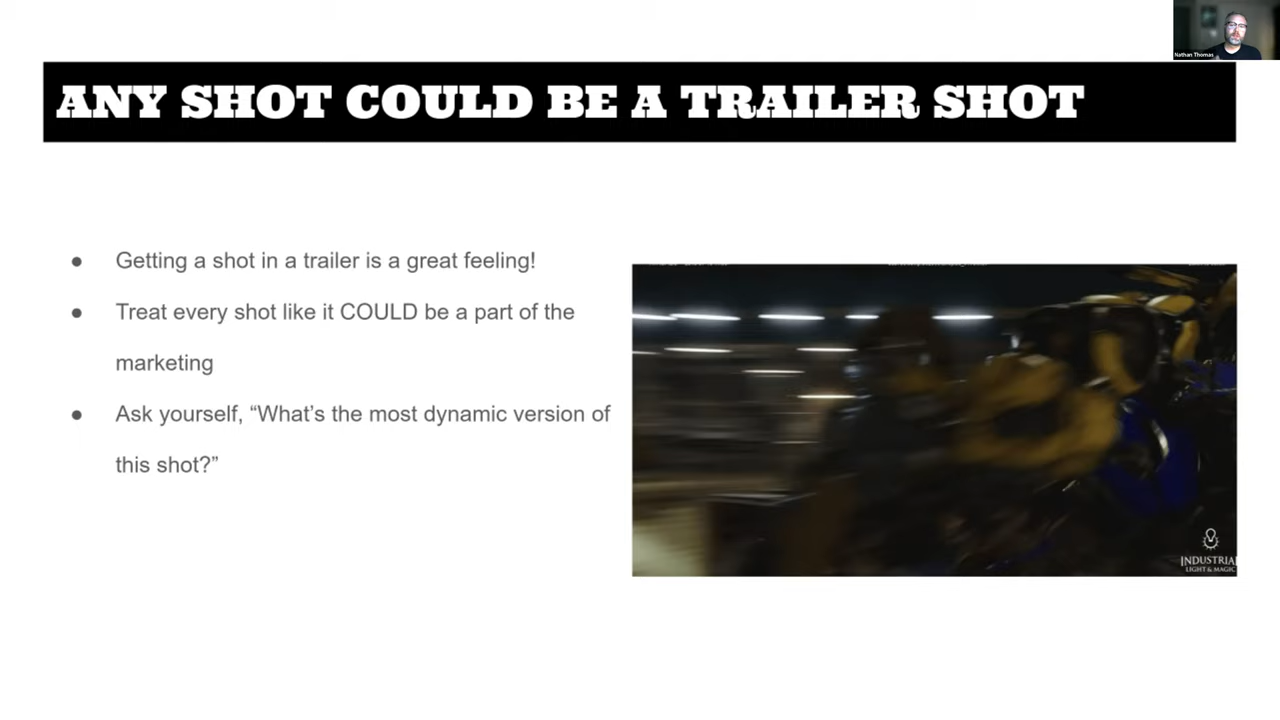 Nathan Thomas
ANY SHOT COULD BE A TRAILER SHOT
● Getting a shot in a trailer is a great feeling!
● Treat every shot like it COULD be a part of the
marketing
● Ask yourself, “What’s the most dynamic version of
this shot?”
INDUSTRIAL
LIGHT & MAGIC